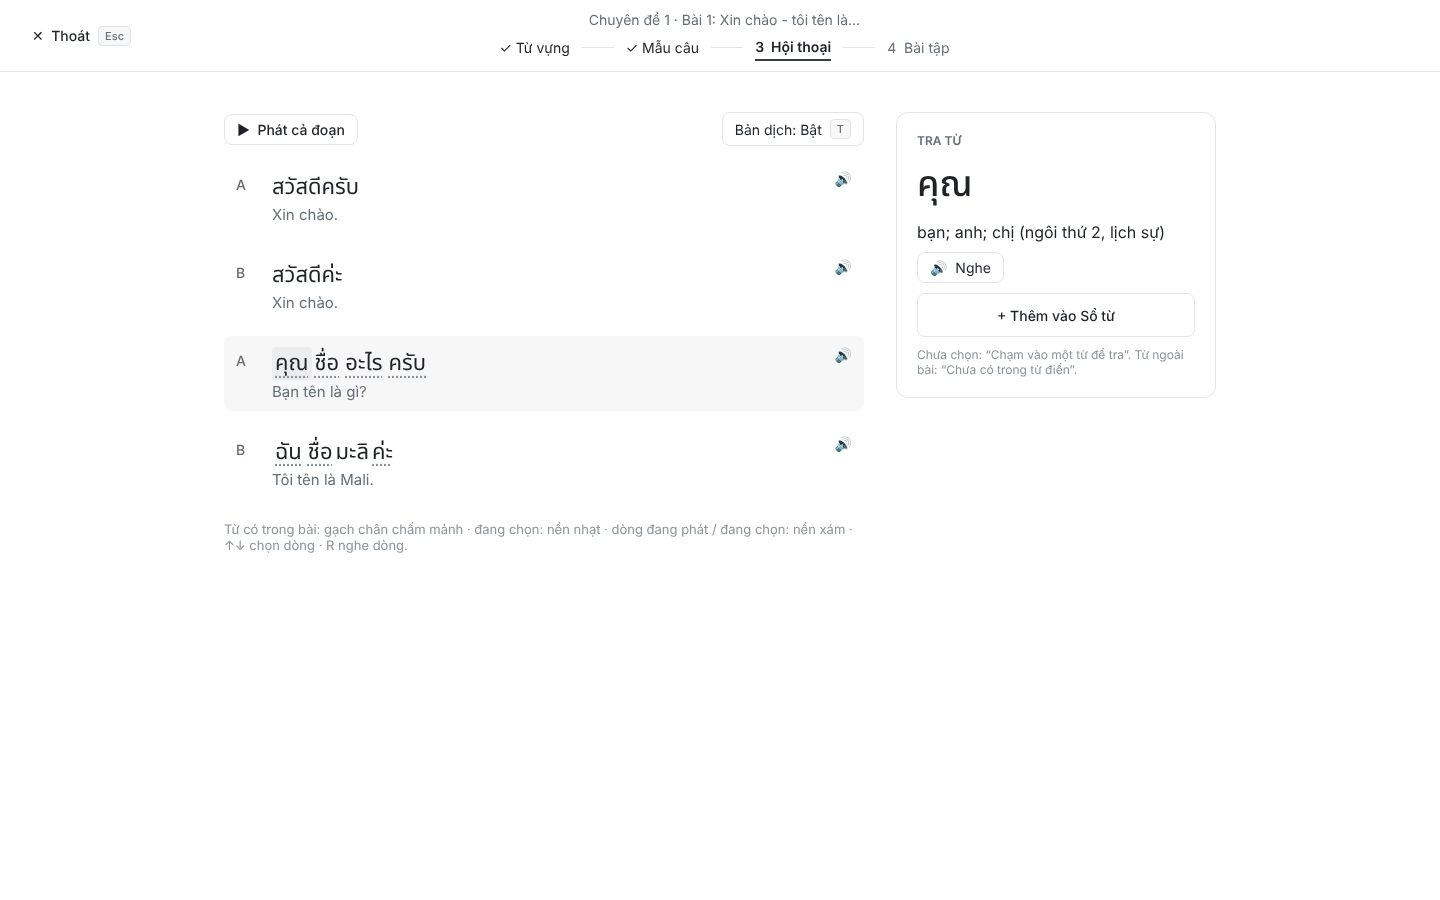 ✕ Thoát Esc
Chuyên đề 1 · Bài 1: Xin chào - tôi tên là...
✓ Từ vựng ✓ Mẫu câu 3 Hội thoại 4 Bài tập
▶ Phát cả đoạn
Bản dịch: Bật T
A สวัสดีครับ
Xin chào.
B สวัสดีค่ะ
Xin chào.
A คุณ ชื่อ อะไร ครับ
Bạn tên là gì?
B ฉัน ชื่อ มะลิ ค่ะ
Tôi tên là Mali.
Từ có trong bài: gạch chân chấm mảnh · đang chọn: nền nhạt · dòng đang phát / đang chọn: nền xám ·
↑↓ chọn dòng · R nghe dòng.
TRA TỪ
คุณ
bạn; anh; chị (ngôi thứ 2, lịch sự)
🔊 Nghe
+ Thêm vào Sổ từ
Chưa chọn: “Chạm vào một từ để tra”. Từ ngoài
bài: “Chưa có trong từ điển”.